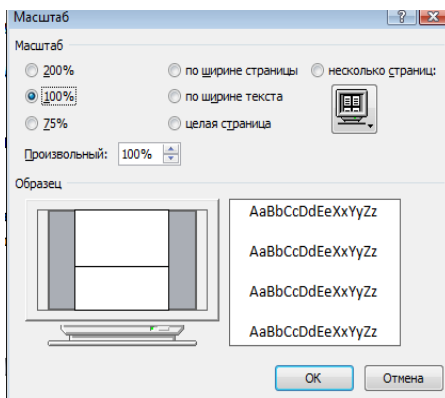 Масштаб
Масштаб
200% по ширине страницы несколько страниц:
100% по ширине текста
75% целая страница
Произвольный: 100%
Образец
AaBbCcDdEeXxYyZz
AaBbCcDdEeXxYyZz
AaBbCcDdEeXxYyZz
AaBbCcDdEeXxYyZz
ОК Отмена